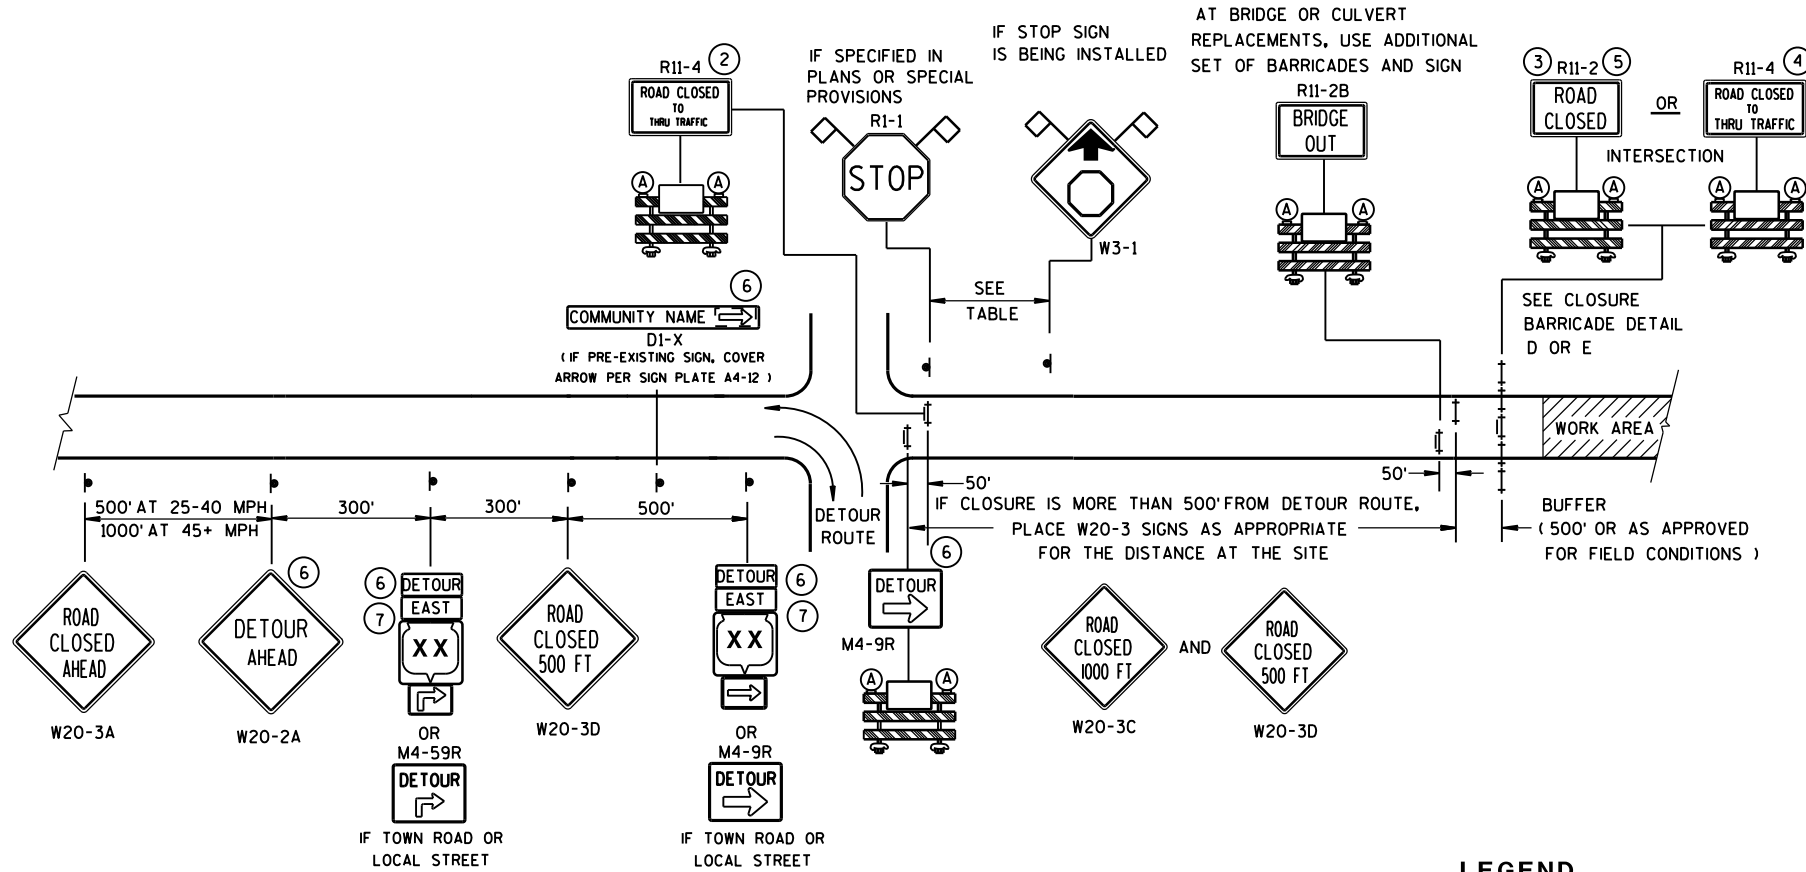 AT BRIDGE OR CULVERT
REPLACEMENTS, USE ADDITIONAL
SET OF BARRICADES AND SIGN
R11-2B
BRIDGE
OUT
IF STOP SIGN
IS BEING INSTALLED
W3-1
IF SPECIFIED IN
PLANS OR SPECIAL
PROVISIONS
R1-1
STOP
SEE
TABLE
R11-4 2
ROAD CLOSED
TO
THRU TRAFFIC
A A
A A
3 R11-2 5
ROAD
CLOSED
OR
R11-4 4
ROAD CLOSED
TO
THRU TRAFFIC
INTERSECTION
A A
A A
SEE CLOSURE
BARRICADE DETAIL
D OR E
6
COMMUNITY NAME
D1-X
(IF PRE-EXISTING SIGN, COVER
ARROW PER SIGN PLATE A4-12 )
WORK AREA
50'
50'
500' AT 25-40 MPH
1000' AT 45+ MPH
300'
300'
500'
DETOUR
ROUTE
IF CLOSURE IS MORE THAN 500' FROM DETOUR ROUTE,
PLACE W20-3 SIGNS AS APPROPRIATE
FOR THE DISTANCE AT THE SITE
BUFFER
( 500' OR AS APPROVED
FOR FIELD CONDITIONS )
ROAD
CLOSED
AHEAD
W20-3A
6
DETOUR
AHEAD
W20-2A
6
7
DETOUR
EAST
XX
OR
M4-59R
DETOUR
IF TOWN ROAD OR
LOCAL STREET
ROAD
CLOSED
500 FT
W20-3D
DETOUR
EAST
XX
6
7
OR
M4-9R
DETOUR
IF TOWN ROAD OR
LOCAL STREET
6
DETOUR
M4-9R
A A
ROAD
CLOSED
1000 FT
W20-3C
AND
ROAD
CLOSED
500 FT
W20-3D
LEGEND